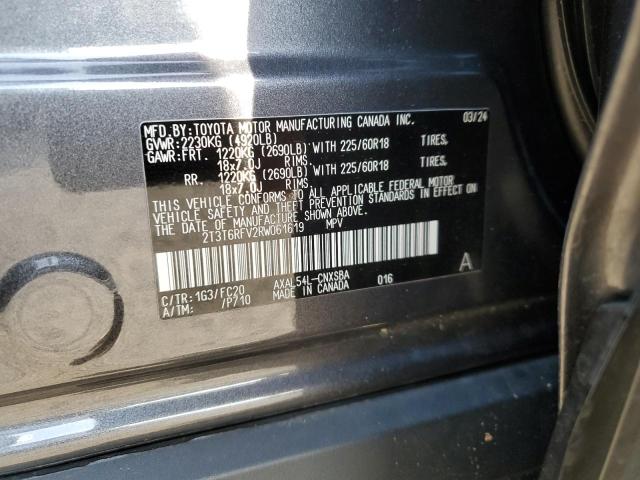 MFD.BY:TOYOTA MOTOR MANUFACTURING CANADA INC. 03/24
GVWR:2230KG (4920LB)
GAWR:FRT. 1220KG (2690LB) WITH 225/60R18 TIRES.
18x7.0J RIMS
RR. 1220KG (2690LB) WITH 225/60R18 TIRES.
18x7.0J RIMS.
THIS VEHICLE CONFORMS TO ALL APPLICABLE FEDERAL MOTOR
VEHICLE SAFETY AND THEFT PREVENTION STANDARDS IN EFFECT ON
THE DATE OF MANUFACTURE SHOWN ABOVE.
2T3T6RFV2RW061619 MPV
C/TR:1G3/FC20 AXAL54L-CNXSBA 016 A
A/TM: /P710 MADE IN CANADA